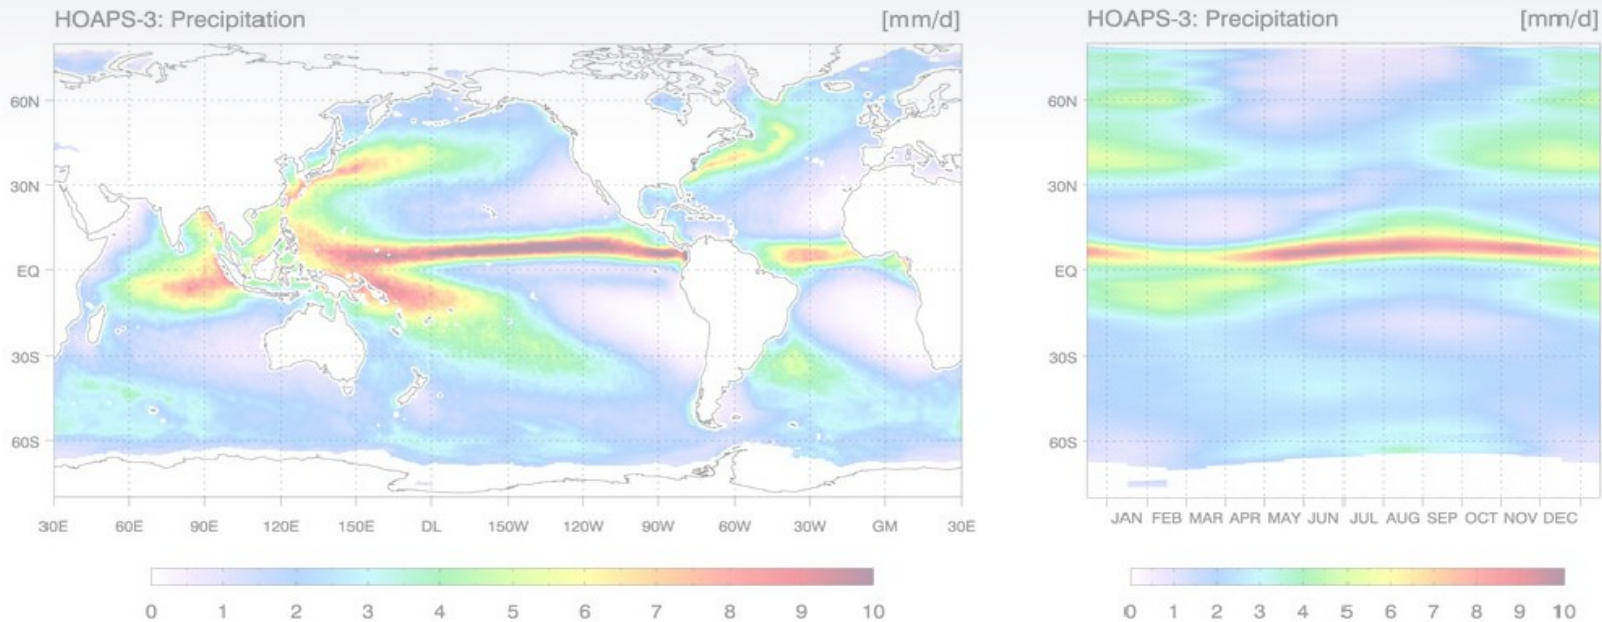 HOAPS-3: Precipitation [mm/d]
60N
30N
EQ
30S
60S
30E 60E 90E 120E 150E DL 150W 120W 90W 60W 30W GM 30E
0 1 2 3 4 5 6 7 8 9 10
HOAPS-3: Precipitation [mm/d]
60N
30N
EQ
30S
60S
JAN FEB MAR APR MAY JUN JUL AUG SEP OCT NOV DEC
0 1 2 3 4 5 6 7 8 9 10